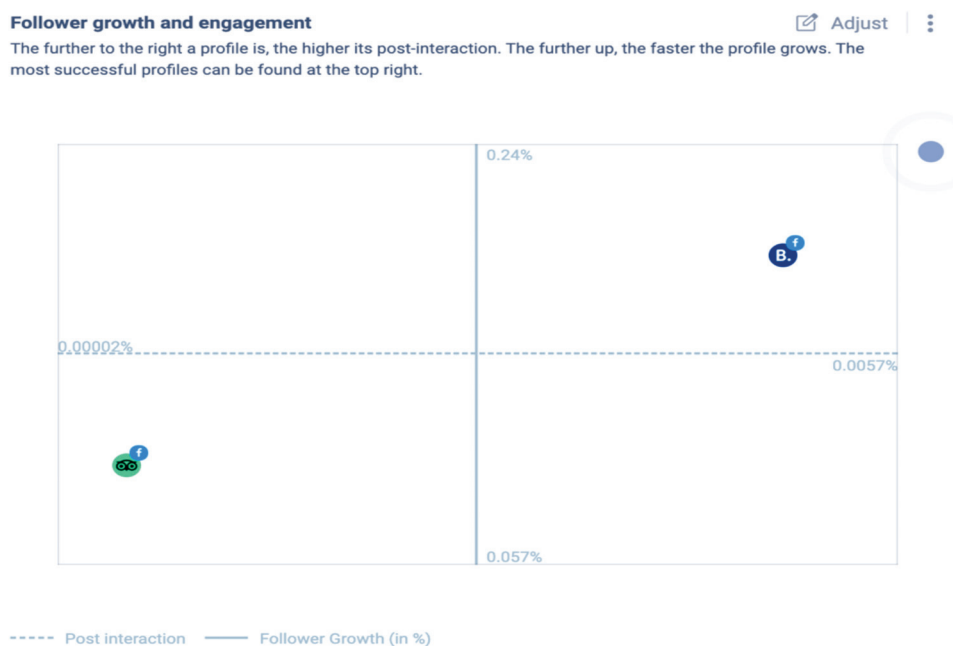 Follower growth and engagement
Adjust
The further to the right a profile is, the higher its post-interaction. The further up, the faster the profile grows. The
most successful profiles can be found at the top right.
0.24%
f
B.
0.00002%
0.0057%
f
0.057%
Post interaction
Follower Growth (in %)